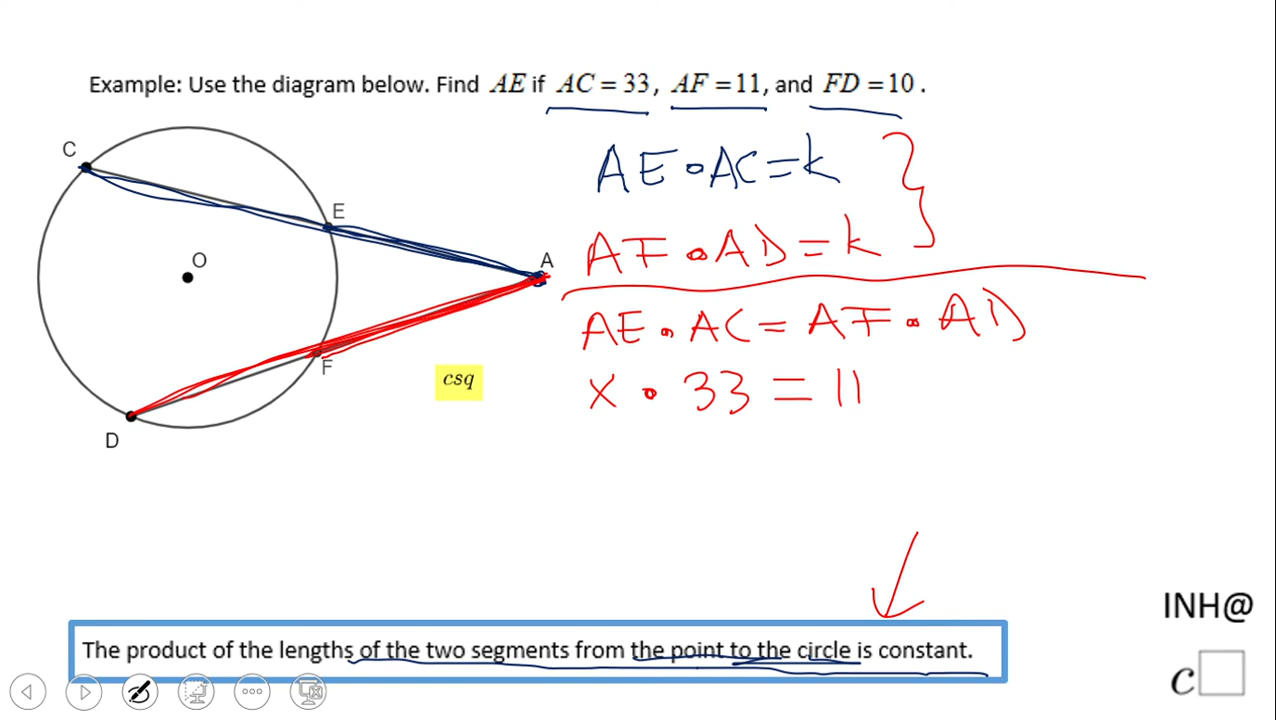 Example: Use the diagram below. Find AE if AC = 33, AF = 11, and FD = 10.
AE • AC = k
AF • AD = k
AE • AC = AF • AD
x • 33 = 11
C
E
O
A
F
D
csq
The product of the lengths of the two segments from the point to the circle is constant.
INH@
c